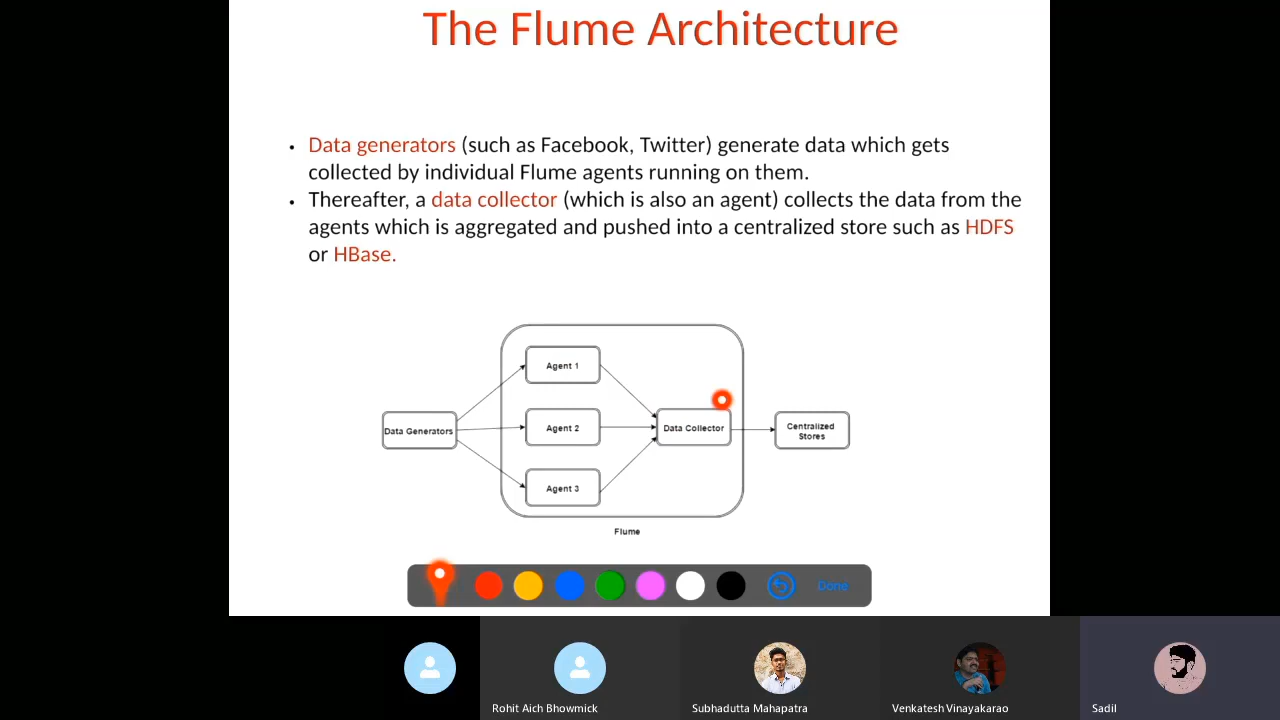 The Flume Architecture
• Data generators (such as Facebook, Twitter) generate data which gets
collected by individual Flume agents running on them.
• Thereafter, a data collector (which is also an agent) collects the data from the
agents which is aggregated and pushed into a centralized store such as HDFS
or HBase.
Agent 1
Data Generators
Agent 2
Data Collector
Centralized
Stores
Agent 3
Flume
Done
Rohit Aich Bhowmick
Subhadutta Mahapatra
Venkatesh Vinayakarao
Sadil